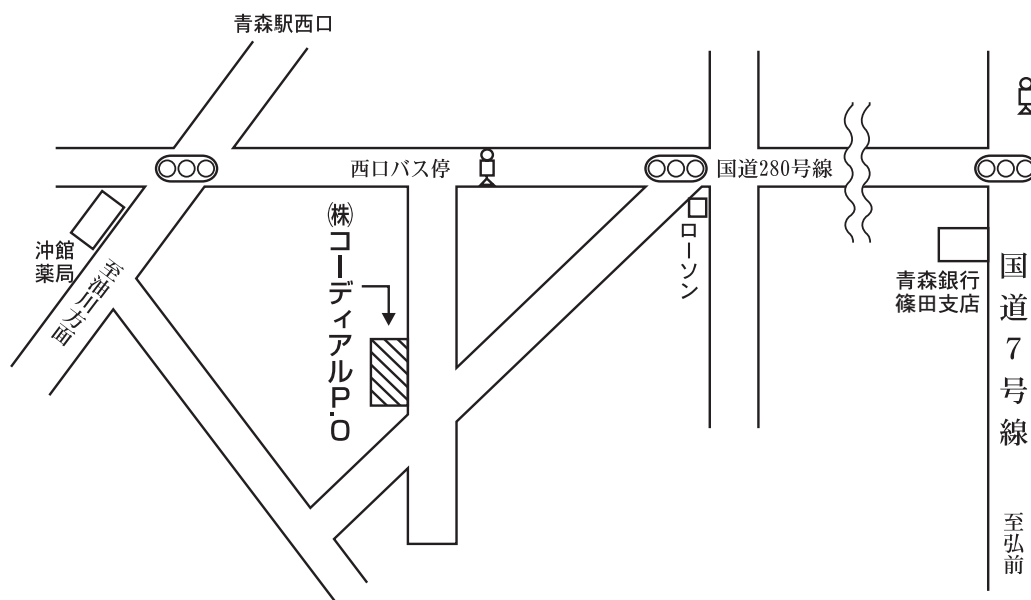 青森駅西口
西口バス停
国道280号線
沖館
薬局
至油川方面
㈱コーディアルP.O
ローソン
青森銀行
篠田支店
国道7号線
至弘前